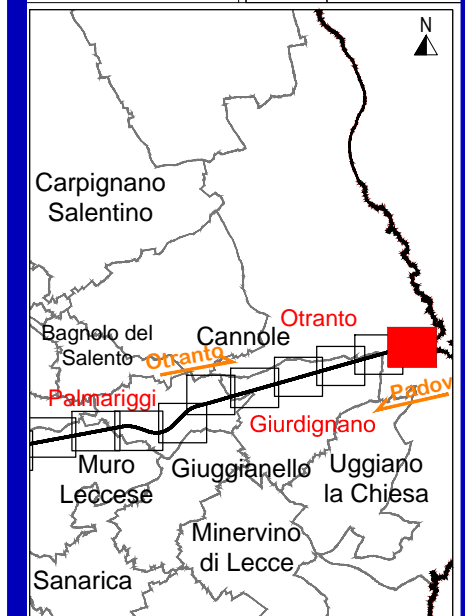 N
Carpignano
Salentino
Otranto
Bagnolo del
Salento
Cannole
Otranto
Padov
Palmariggi
Giurdignano
Muro
Leccese
Giuggianello
Uggiano
la Chiesa
Minervino
di Lecce
Sanarica